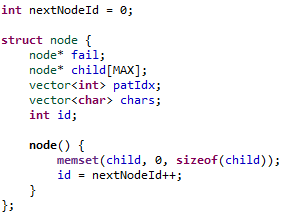 int nextNodeId = 0;
struct node {
node* fail;
node* child[MAX];
vector<int> patIdx;
vector<char> chars;
int id;
node() {
memset(child, 0, sizeof(child));
id = nextNodeId++;
}
};